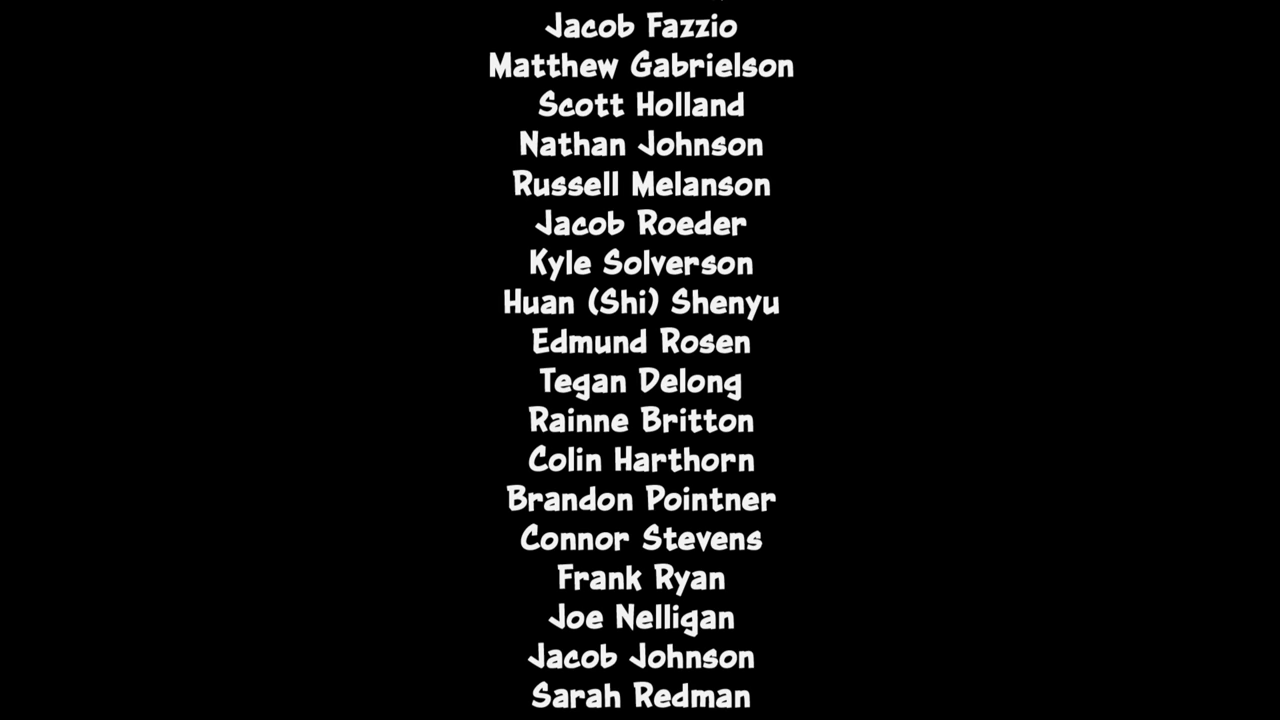 Jacob Fazzio
Matthew Gabrielson
Scott Holland
Nathan Johnson
Russell Melanson
Jacob Roeder
Kyle Solverson
Huan (Shi) Shenyu
Edmund Rosen
Tegan Delong
Rainne Britton
Colin Harthorn
Brandon Pointner
Connor Stevens
Frank Ryan
Joe Nelligan
Jacob Johnson
Sarah Redman